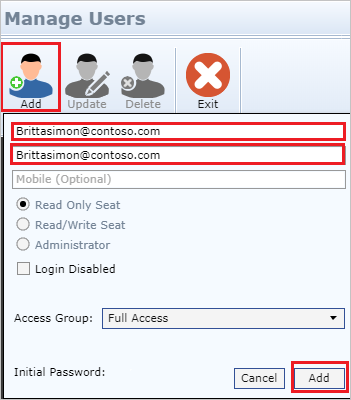 Manage Users
Add Update Delete Exit
Brittasimon@contoso.com
Brittasimon@contoso.com
Mobile (Optional)
Read Only Seat
Read/Write Seat
Administrator
Login Disabled
Access Group: Full Access
Initial Password:
Cancel Add